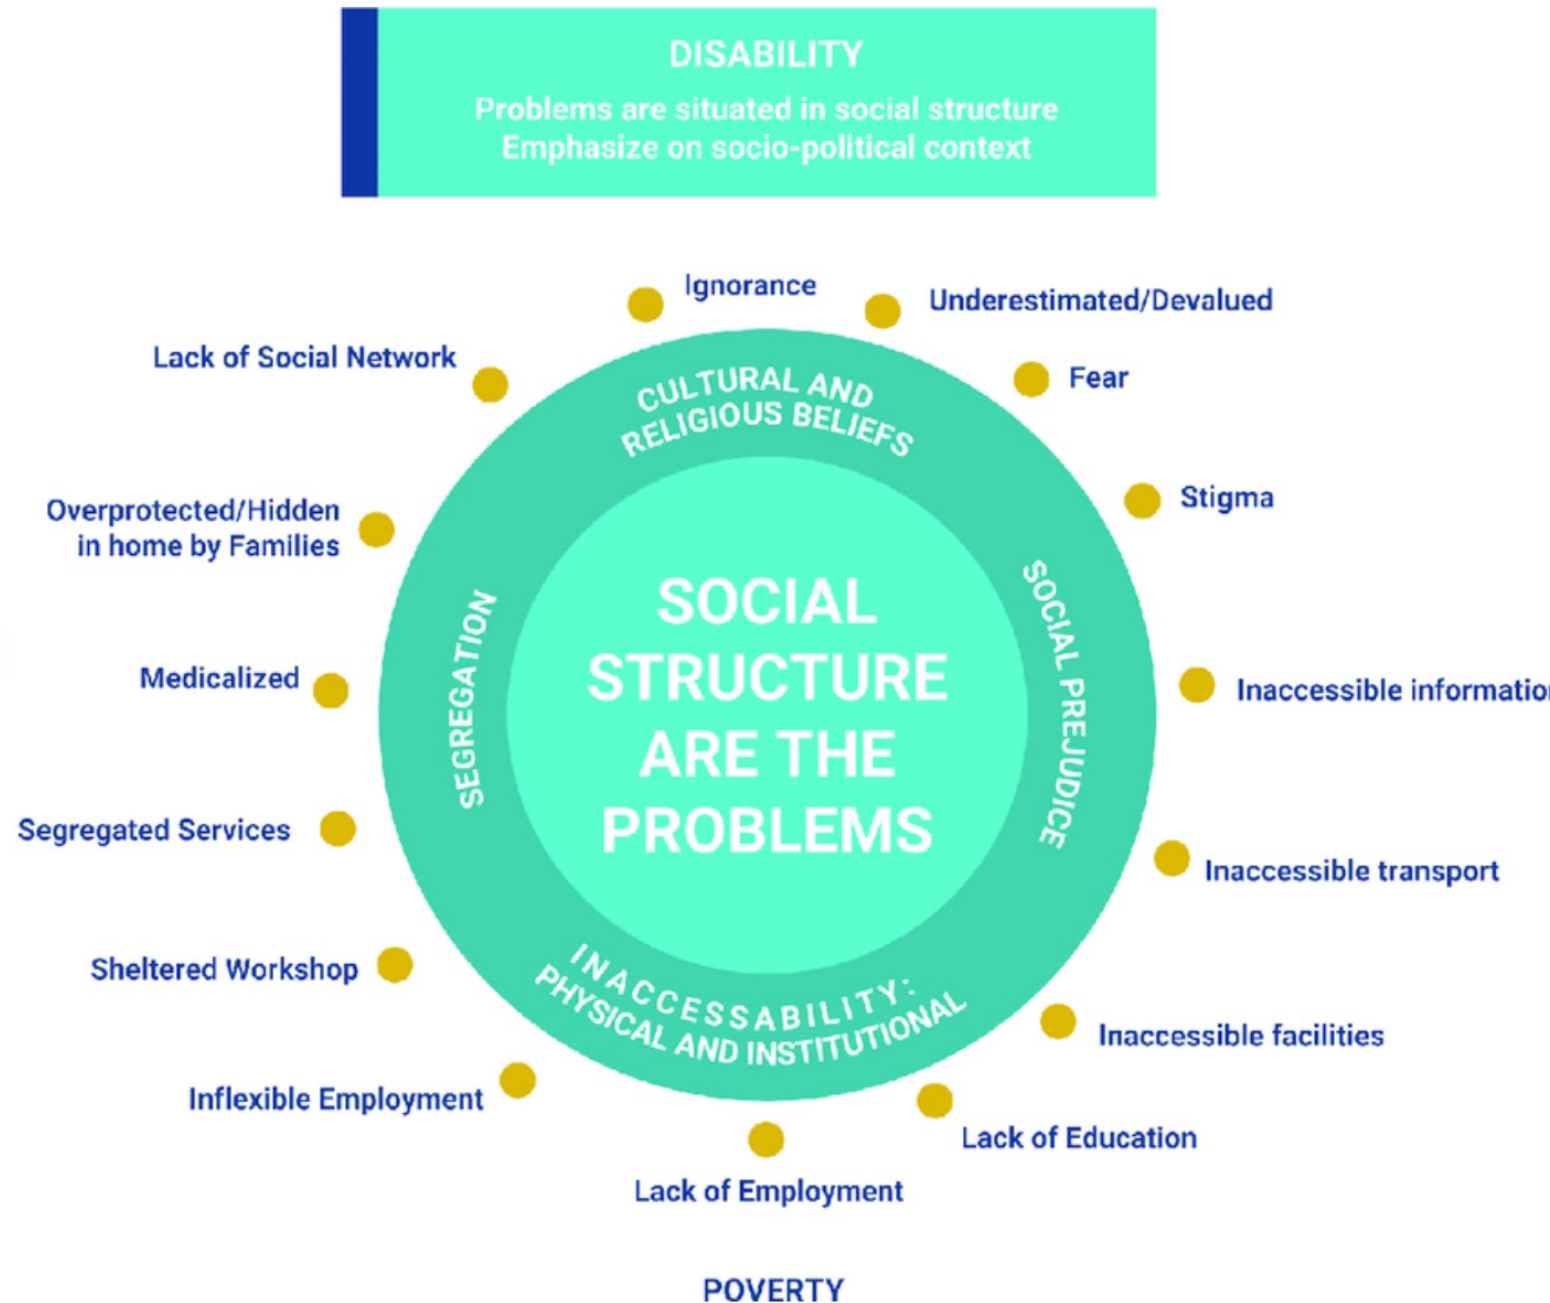 DISABILITY
Problems are situated in social structure
Emphasize on socio-political context
Ignorance
Underestimated/Devalued
Lack of Social Network
Fear
CULTURAL AND
RELIGIOUS BELIEFS
Overprotected/Hidden
in home by Families
Stigma
SEGREGATION
SOCIAL
STRUCTURE
ARE THE
PROBLEMS
SOCIAL PREJUDICE
Medicalized
Inaccessible informatio
Segregated Services
Inaccessible transport
Sheltered Workshop
INACCESSABILITY:
PHYSICAL AND INSTITUTIONAL
Inaccessible facilities
Inflexible Employment
Lack of Education
Lack of Employment
POVERTY